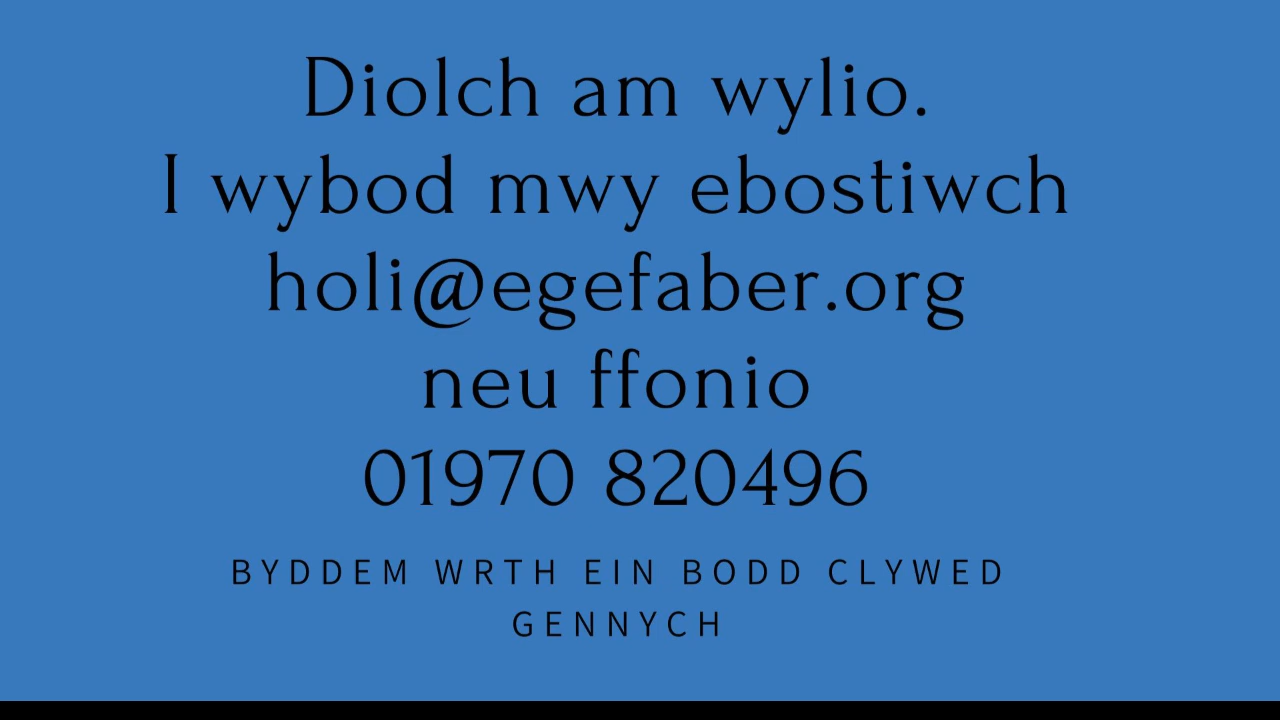 Diolch am wylio.
I wybod mwy ebostiwch
holi@egefaber.org
neu ffonio
01970 820496
BYDDEM WRTH EIN BODD CLYWED
GENNYCH